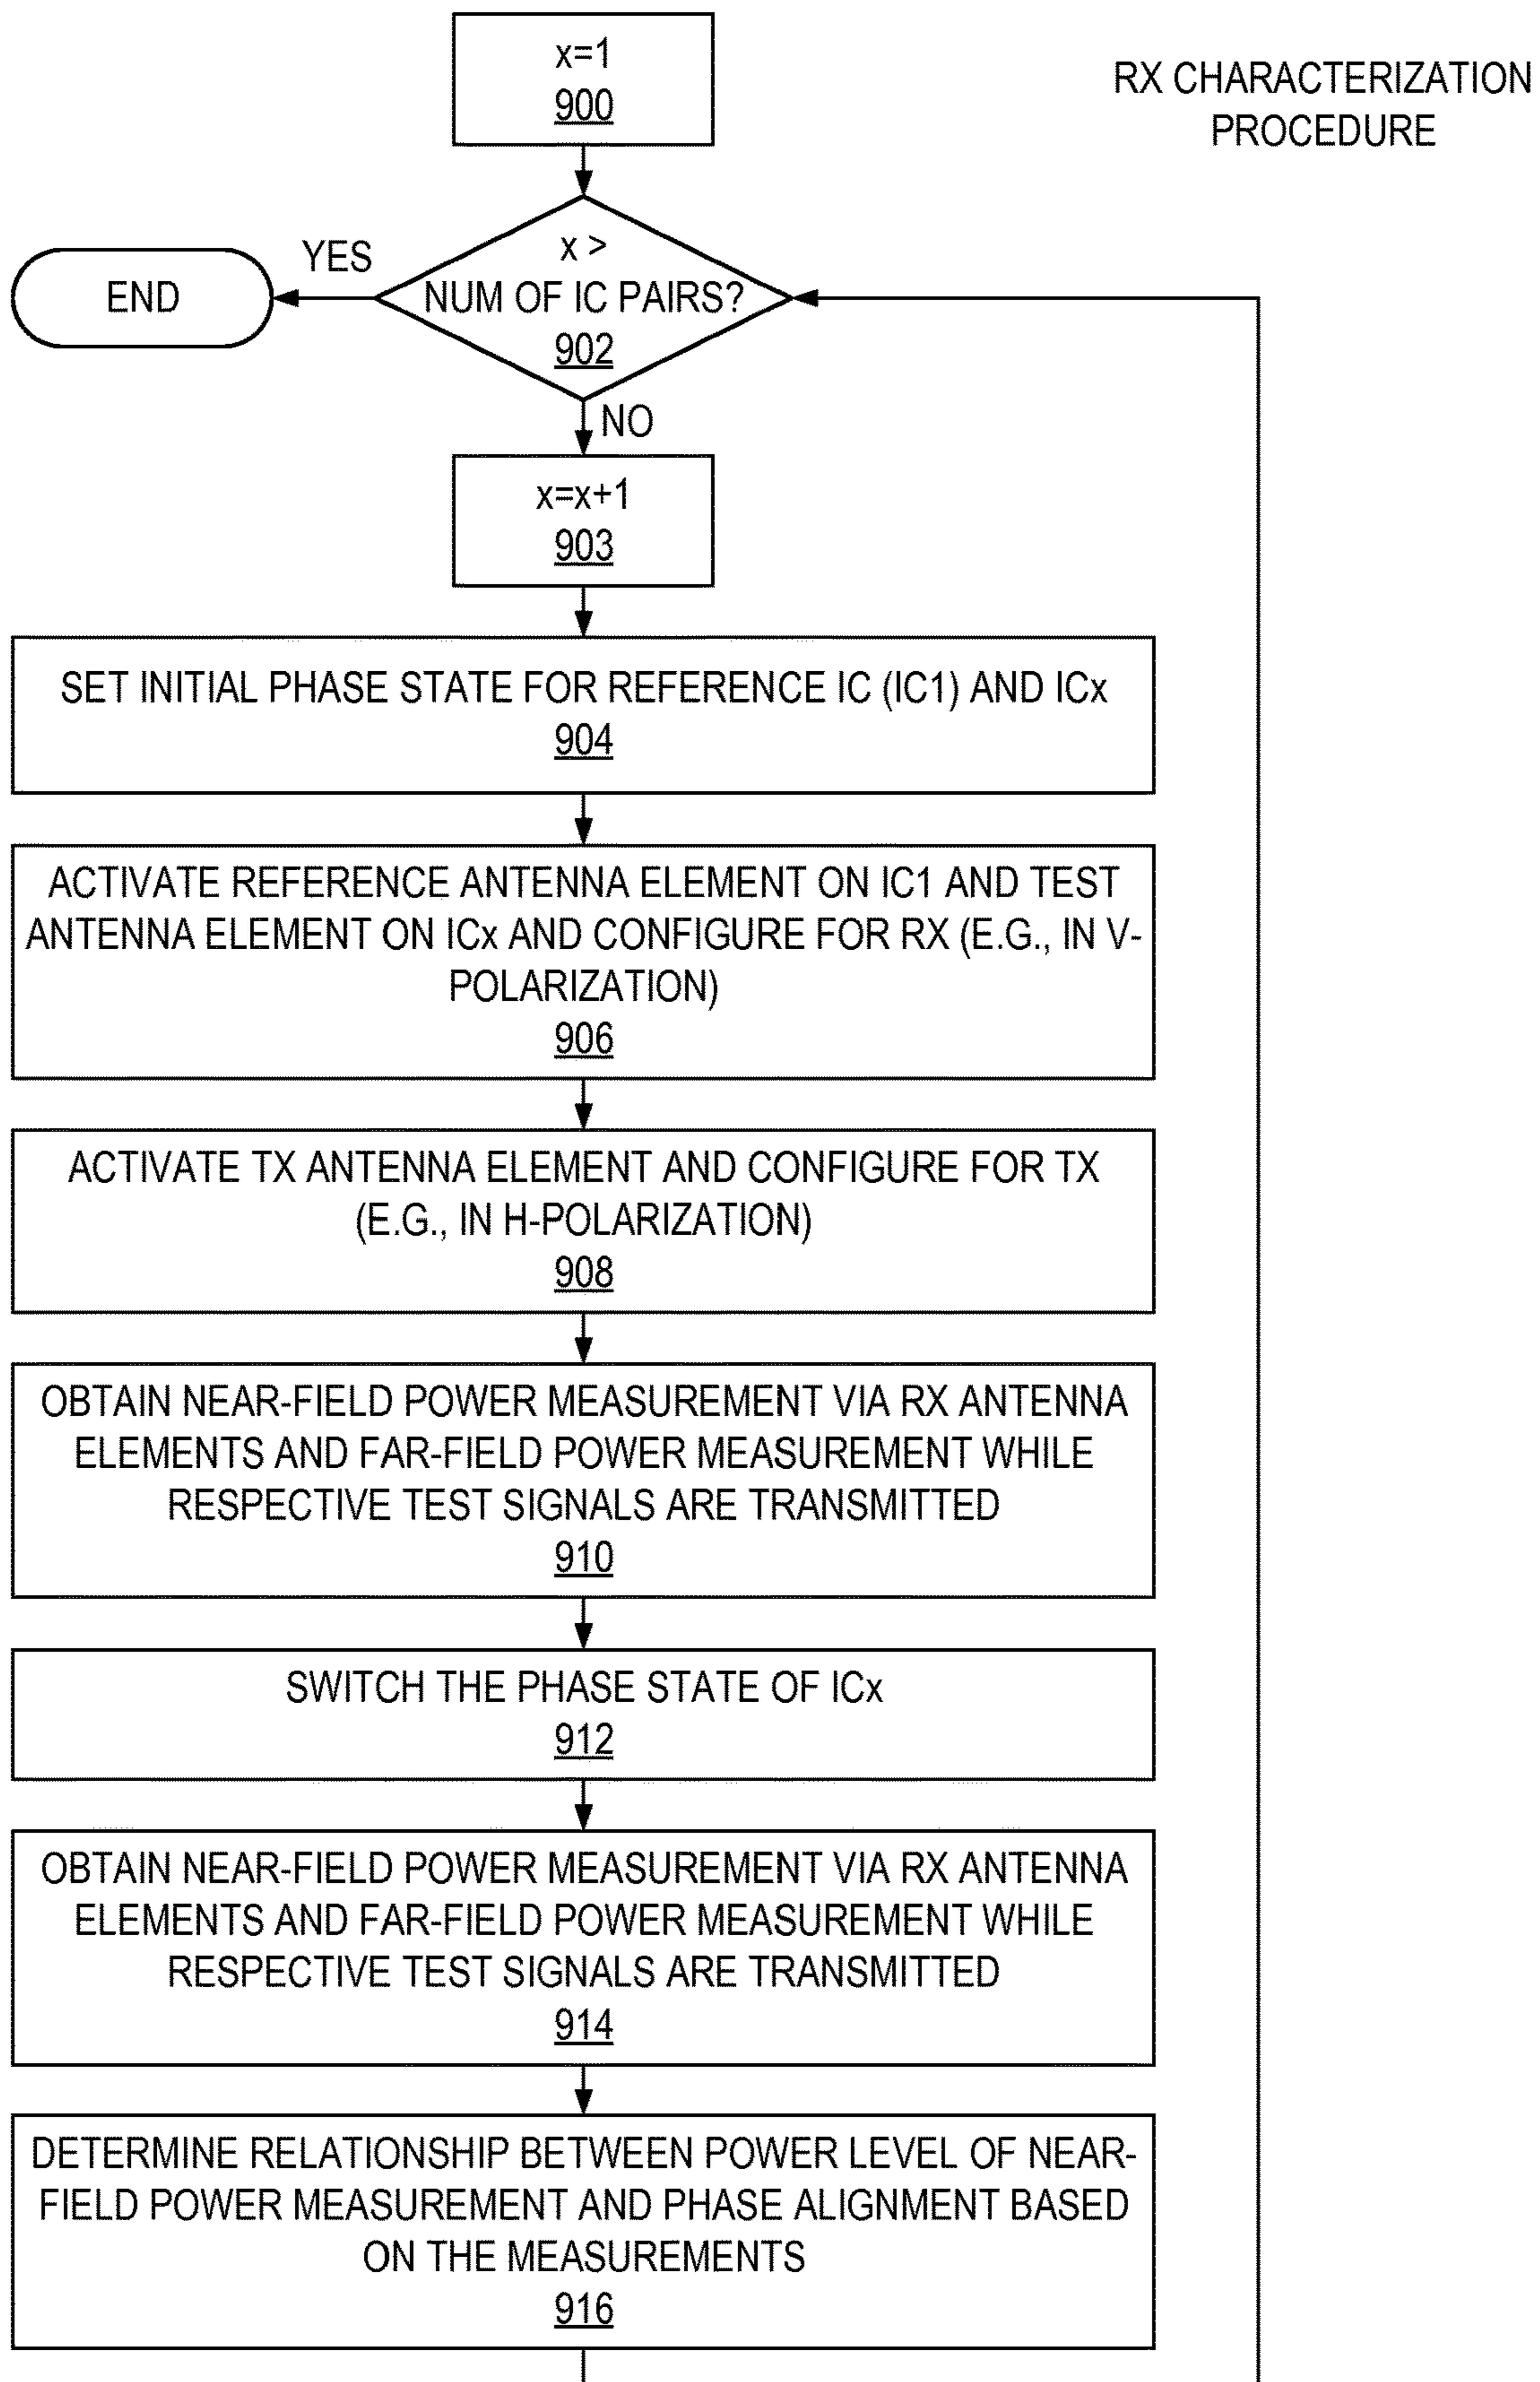 x=1
900
RX CHARACTERIZATION
PROCEDURE
x >
NUM OF IC PAIRS?
902
YES
END
NO
x=x+1
903
SET INITIAL PHASE STATE FOR REFERENCE IC (IC1) AND ICx
904
ACTIVATE REFERENCE ANTENNA ELEMENT ON IC1 AND TEST
ANTENNA ELEMENT ON ICx AND CONFIGURE FOR RX (E.G., IN V-
POLARIZATION)
906
ACTIVATE TX ANTENNA ELEMENT AND CONFIGURE FOR TX
(E.G., IN H-POLARIZATION)
908
OBTAIN NEAR-FIELD POWER MEASUREMENT VIA RX ANTENNA
ELEMENTS AND FAR-FIELD POWER MEASUREMENT WHILE
RESPECTIVE TEST SIGNALS ARE TRANSMITTED
910
SWITCH THE PHASE STATE OF ICx
912
OBTAIN NEAR-FIELD POWER MEASUREMENT VIA RX ANTENNA
ELEMENTS AND FAR-FIELD POWER MEASUREMENT WHILE
RESPECTIVE TEST SIGNALS ARE TRANSMITTED
914
DETERMINE RELATIONSHIP BETWEEN POWER LEVEL OF NEAR-
FIELD POWER MEASUREMENT AND PHASE ALIGNMENT BASED
ON THE MEASUREMENTS
916